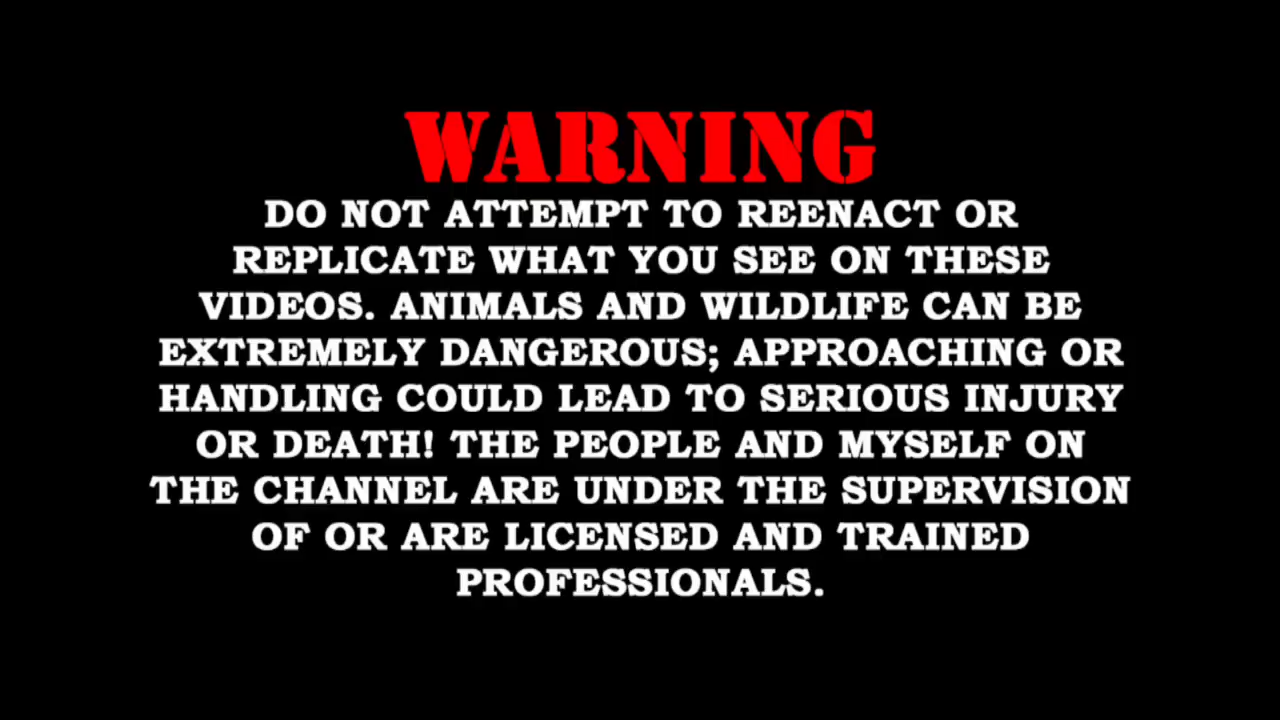 WARNING
DO NOT ATTEMPT TO REENACT OR
REPLICATE WHAT YOU SEE ON THESE
VIDEOS. ANIMALS AND WILDLIFE CAN BE
EXTREMELY DANGEROUS; APPROACHING OR
HANDLING COULD LEAD TO SERIOUS INJURY
OR DEATH! THE PEOPLE AND MYSELF ON
THE CHANNEL ARE UNDER THE SUPERVISION
OF OR ARE LICENSED AND TRAINED
PROFESSIONALS.